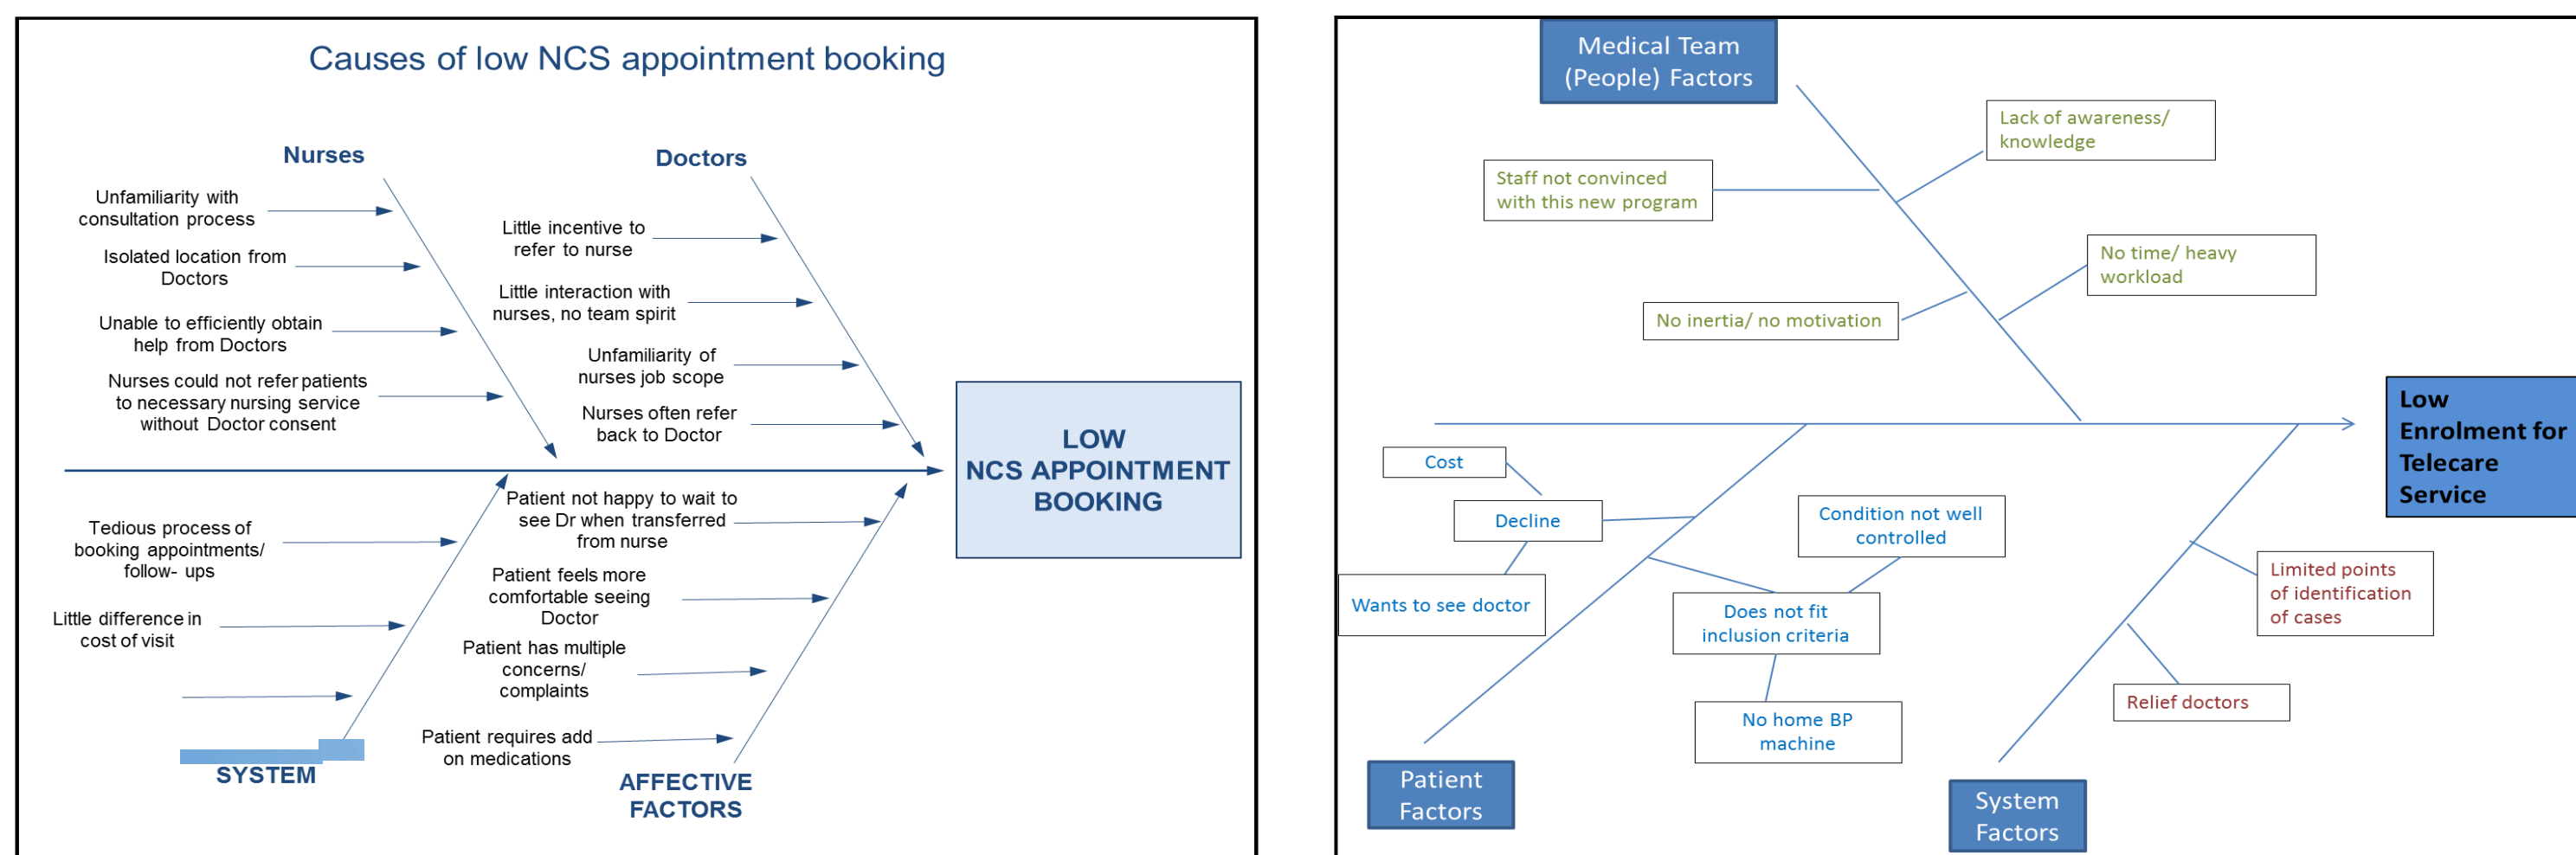 Causes of low NCS appointment booking
Nurses
Unfamiliarity with
consultation process
Isolated location from
Doctors
Unable to efficiently obtain
help from Doctors
Nurses could not refer patients
to necessary nursing service
without Doctor consent
Doctors
Little incentive to
refer to nurse
Little interaction with
nurses, no team spirit
Unfamiliarity of
nurses job scope
Nurses often refer
back to Doctor
LOW
NCS APPOINTMENT
BOOKING
Tedious process of
booking appointments/
follow- ups
Little difference in
cost of visit
SYSTEM
Patient not happy to wait to
see Dr when transferred
from nurse
Patient feels more
comfortable seeing
Doctor
Patient has multiple
concerns/
complaints
Patient requires add
on medications
AFFECTIVE
FACTORS
Medical Team
(People) Factors
Lack of awareness/
knowledge
Staff not convinced
with this new program
No time/ heavy
workload
No inertia/ no motivation
Low
Enrolment for
Telecare
Service
Cost
Decline
Wants to see doctor
Condition not well
controlled
Does not fit
inclusion criteria
No home BP
machine
Patient
Factors
Limited points
of identification
of cases
Relief doctors
System
Factors